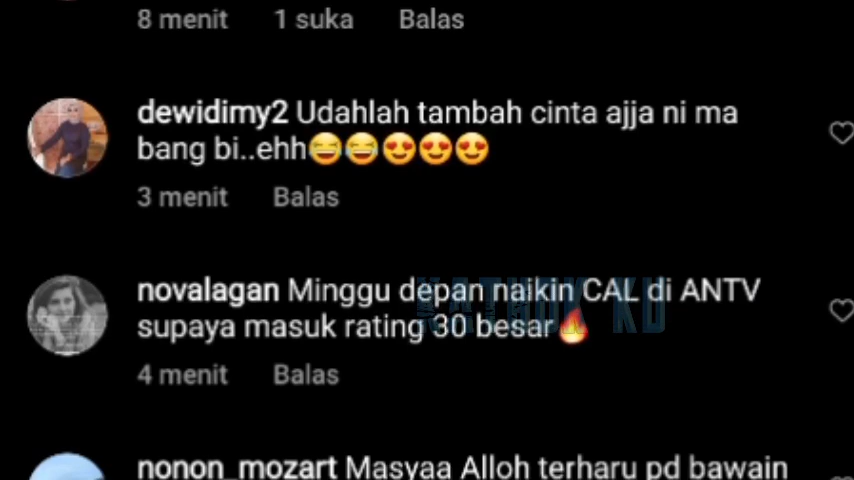 8 menit 1 suka Balas
dewidimy2 Udahlah tambah cinta ajja ni ma
bang bi..ehh😆😂😍😍😍
3 menit Balas
novalagan Minggu depan naikin CAL di ANTV
supaya masuk rating 30 besar🔥
4 menit Balas
nonon_mozart Masyaa Alloh terharu pd bawain